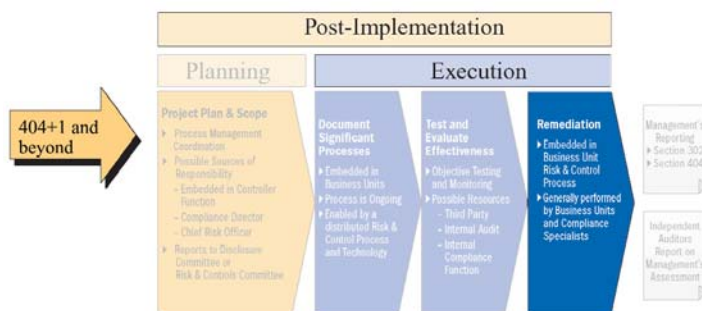 Post-Implementation
Planning
Execution
404+1 and
beyond
Project Plan & Scope
Process Management
Coordination
Possible Sources of
Responsibility
– Embedded in Controller
Function
– Compliance Director
– Chief Risk Officer
Reports to Disclosure
Committee or
Risk & Controls Committee
Document
Significant
Processes
Embedded in
Business Units
Process is Ongoing
Enabled by a
distributed Risk &
Control Process
and Technology
Test and
Evaluate
Effectiveness
Objective Testing
and Monitoring
Possible Resources
- Third Party
- Internal Audit
- Internal
Compliance
Function
Remediation
Embedded in
Business Unit
Risk & Control
Process
Generally performed
by Business Units
and Compliance
Specialists
Management's
Reporting
Section 302
Section 404
Independent
Auditors
Report on
Management's
Assessment